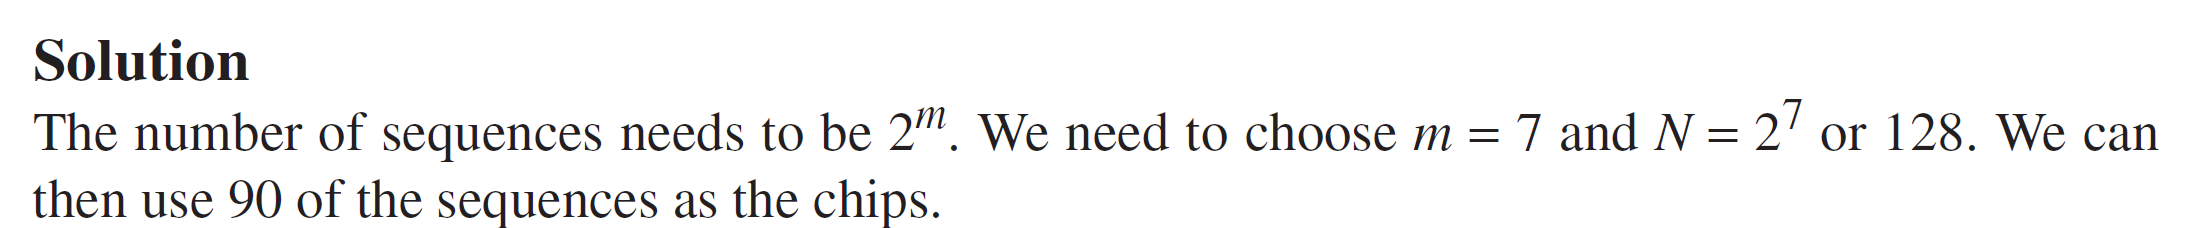 Solution
The number of sequences needs to be 2^m. We need to choose m = 7 and N = 2^7 or 128. We can
then use 90 of the sequences as the chips.